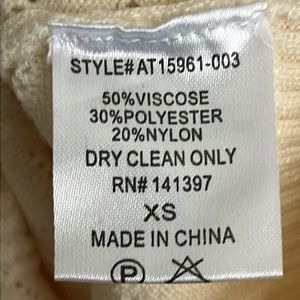 STYLE#AT15961-003
50%VISCOSE
30%POLYESTER
20%NYLON
DRY CLEAN ONLY
RN# 141397
XS
MADE IN CHINA
P